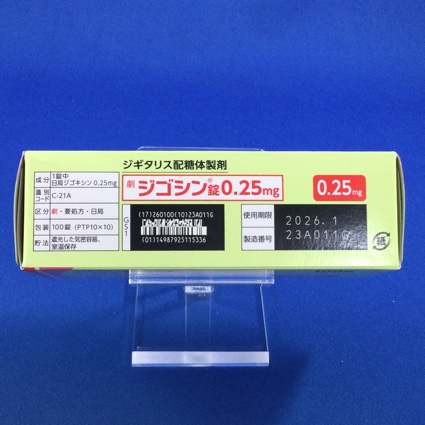 ジギタリス配糖体製剤
成分 1錠中 日局ジゴキシン 0.25mg
識別コード C-21A
区分 劇・要処方・日局
包装 100錠 (PTP10×10)
貯法 遮光した気密容器、室温保存
劇 ジゴシン®錠0.25mg
0.25mg
GS1
(17)260100(10)23A011G
(01)14987925115336
使用期限 2026.1
製造番号 23A011G
紙